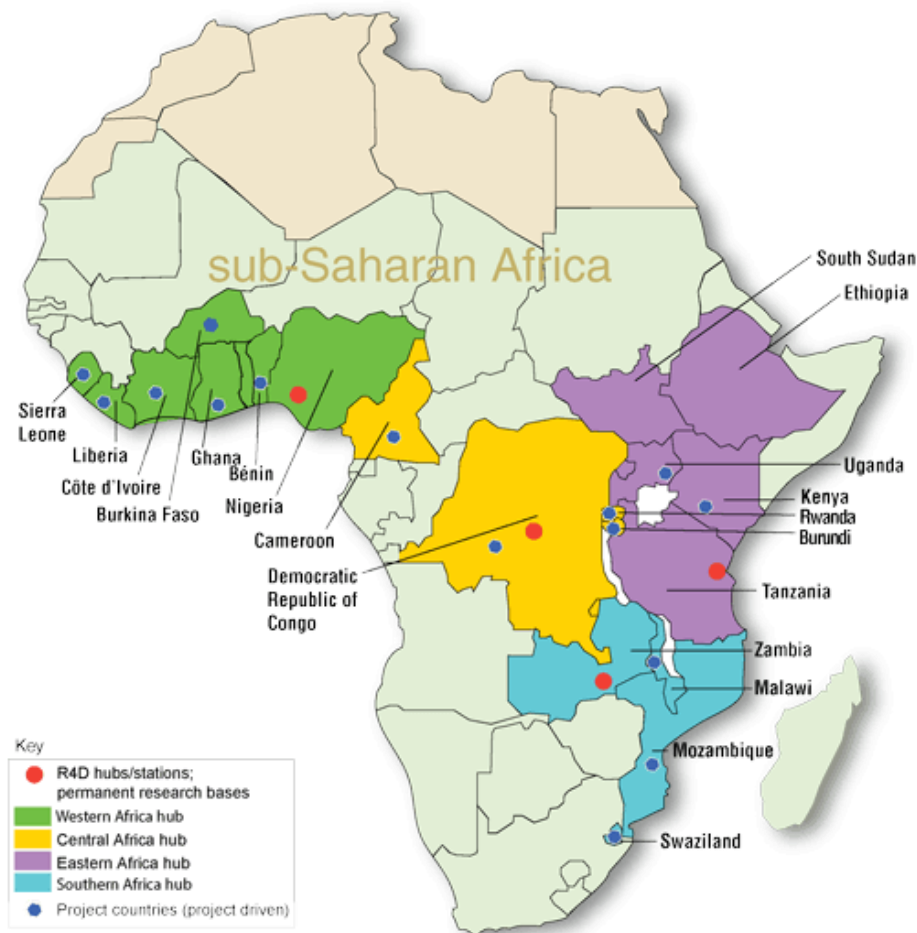 sub-Saharan Africa
South Sudan
Ethiopia
Sierra
Leone
Liberia
Côte d'Ivoire
Burkina Faso
Ghana
Bénin
Nigeria
Cameroon
Democratic
Republic of
Congo
Uganda
Kenya
Rwanda
Burundi
Tanzania
Zambia
Malawi
Mozambique
Swaziland
Key
R4D hubs/stations;
permanent research bases
Western Africa hub
Central Africa hub
Eastern Africa hub
Southern Africa hub
Project countries (project driven)